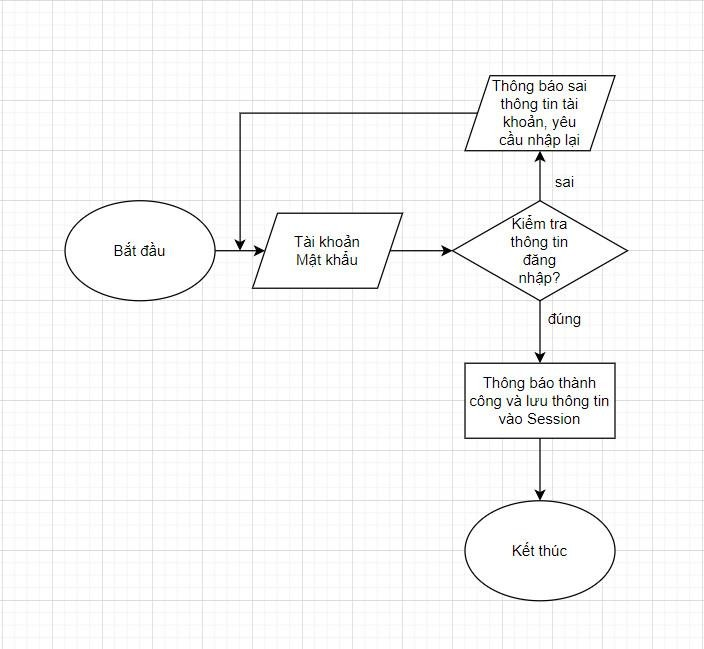 Thông báo sai
thông tin tài
khoản, yêu
cầu nhập lại
sai
Bắt đầu
Tài khoản
Mật khẩu
Kiểm tra
thông tin
đăng
nhập?
đúng
Thông báo thành
công và lưu thông tin
vào Session
Kết thúc